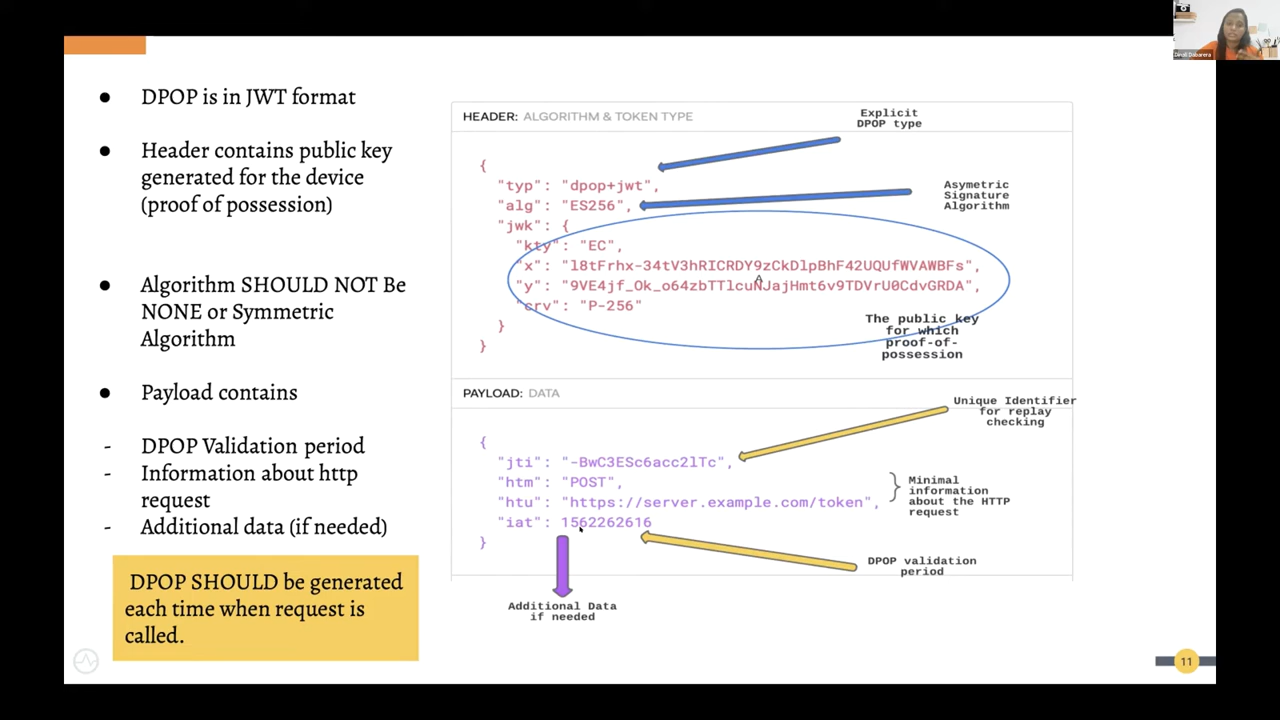 ● DPOP is in JWT format
● Header contains public key
generated for the device
(proof of possession)
● Algorithm SHOULD NOT Be
NONE or Symmetric
Algorithm
● Payload contains
- DPOP Validation period
- Information about http
request
- Additional data (if needed)
DPOP SHOULD be generated
each time when request is
called.
HEADER: ALGORITHM & TOKEN TYPE
Explicit
DPOP type
{
"typ": "dpop+jwt",
"alg": "ES256",
Asymetric
Signature
Algorithm
"jwk": {
"kty": "EC",
"x": "l8tFrhx-34tV3hRICRDY9zCkDlpBhF42UQUfWVAWBFs",
"y": "9VE4jf_Ok_o64zbTTlcuNJajHmt6v9TDVrU0CdvGRDA",
"crv": "P-256"
}
}
The public key
for which
proof-of-
possession
PAYLOAD: DATA
Unique Identifier
for replay
checking
{
"jti": "-BwC3ESc6acc2lTc",
"htm": "POST",
"htu": "https://server.example.com/token",
"iat": 1562262616
}
Minimal
information
about the HTTP
request
DPOP validation
period
Additional Data
if needed
11